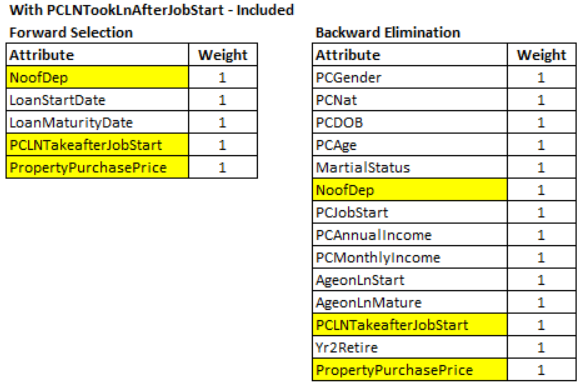 With PCLNTookLnAfterJobStart - Included
Forward Selection
Attribute Weight
NoofDep 1
LoanStartDate 1
LoanMaturityDate 1
PCLNTakeafterJobStart 1
PropertyPurchasePrice 1
Backward Elimination
Attribute Weight
PCGender 1
PCNat 1
PCDOB 1
PCAge 1
MartialStatus 1
NoofDep 1
PCJobStart 1
PCAnnualIncome 1
PCMonthlyIncome 1
AgeonLnStart 1
AgeonLnMature 1
PCLNTakeafterJobStart 1
Yr2Retire 1
PropertyPurchasePrice 1